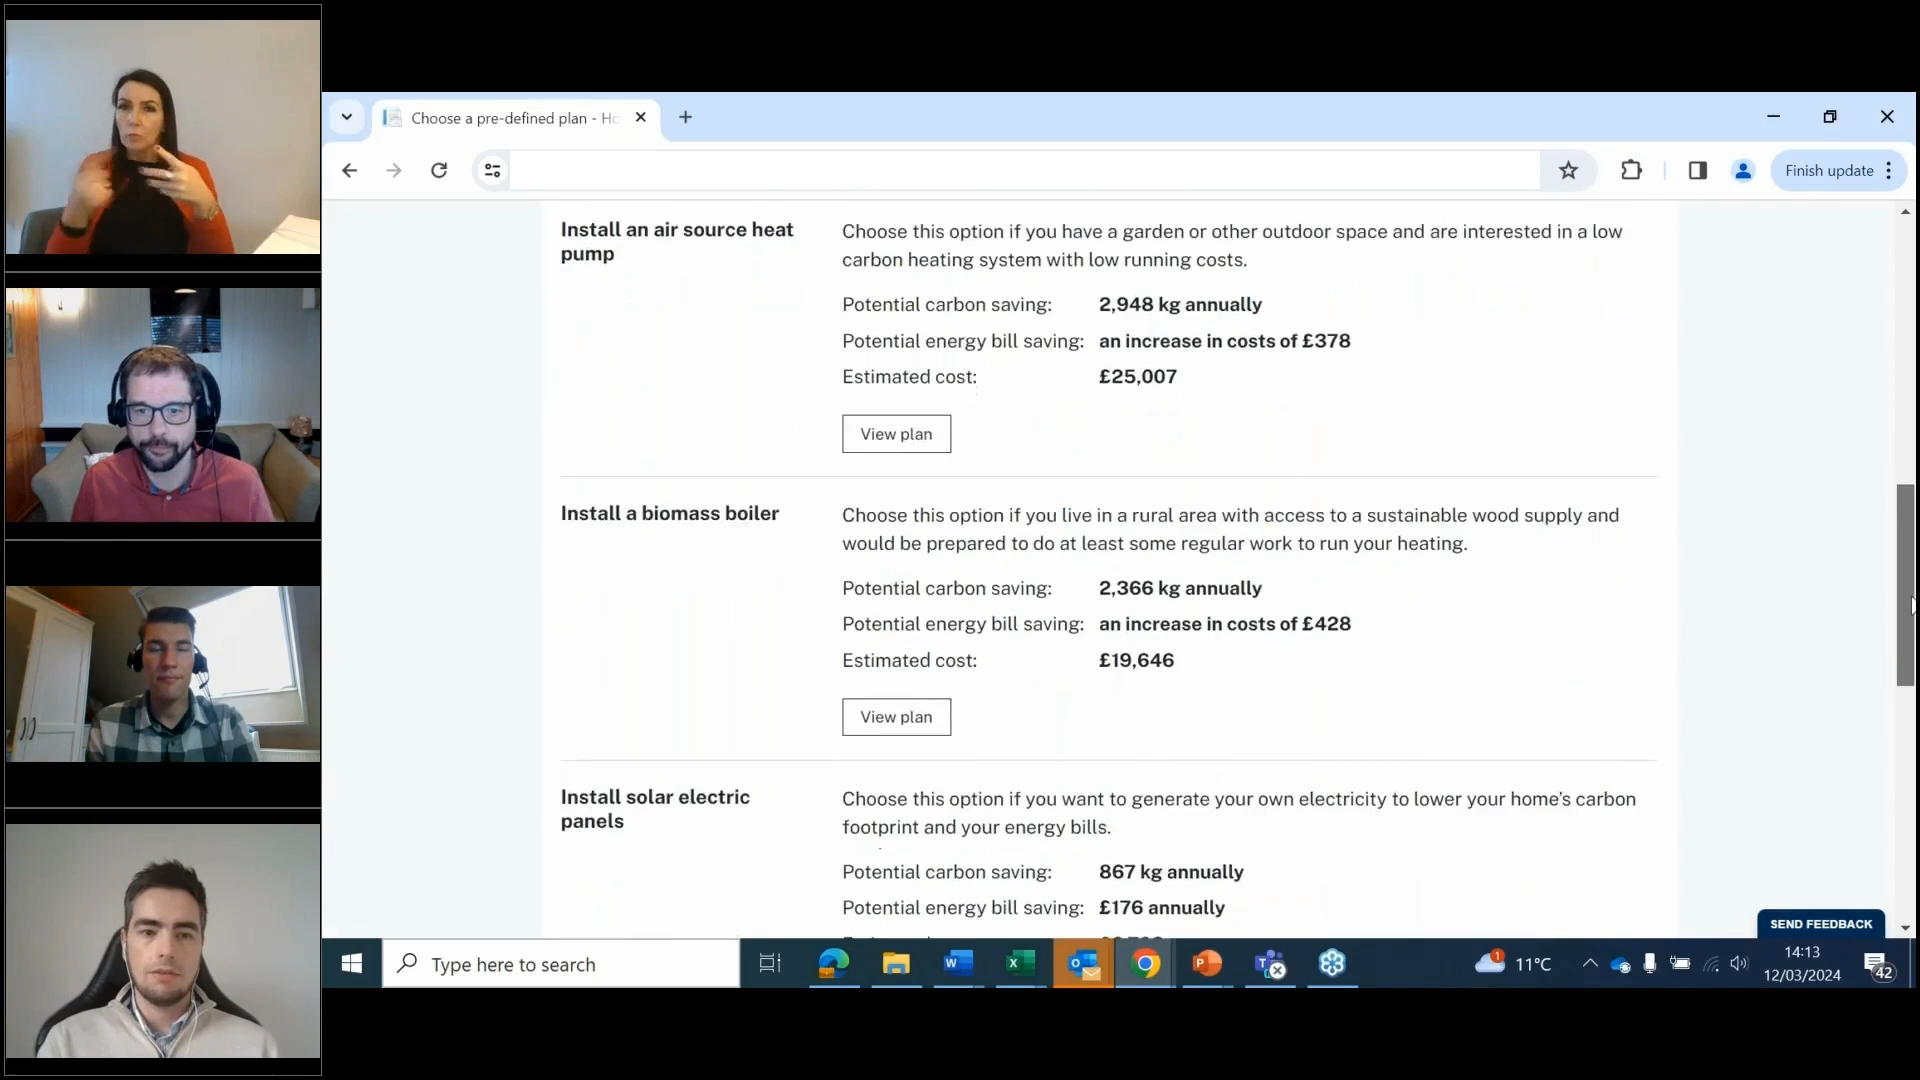 Choose a pre-defined plan - Ho
Finish update
Install an air source heat
pump
Choose this option if you have a garden or other outdoor space and are interested in a low
carbon heating system with low running costs.
Potential carbon saving: 2,948 kg annually
Potential energy bill saving: an increase in costs of £378
Estimated cost: £25,007
View plan
Install a biomass boiler
Choose this option if you live in a rural area with access to a sustainable wood supply and
would be prepared to do at least some regular work to run your heating.
Potential carbon saving: 2,366 kg annually
Potential energy bill saving: an increase in costs of £428
Estimated cost: £19,646
View plan
Install solar electric
panels
Choose this option if you want to generate your own electricity to lower your home's carbon
footprint and your energy bills.
Potential carbon saving: 867 kg annually
Potential energy bill saving: £176 annually
SEND FEEDBACK
Type here to search
1
11°C
14:13
12/03/2024
42